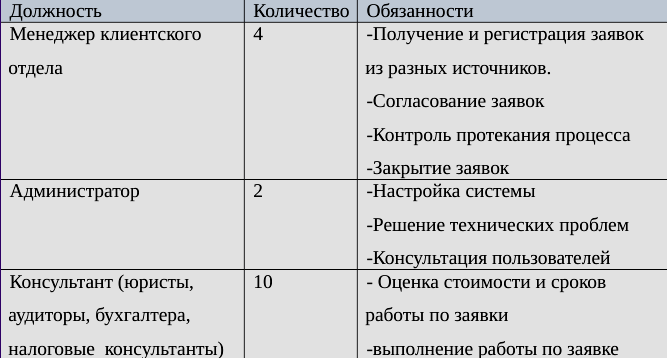 Должность Количество Обязанности
Менеджер клиентского 4 -Получение и регистрация заявок
отдела из разных источников.
-Согласование заявок
-Контроль протекания процесса
-Закрытие заявок
Администратор 2 -Настройка системы
-Решение технических проблем
-Консультация пользователей
Консультант (юристы, 10 - Оценка стоимости и сроков
аудиторы, бухгалтера, работы по заявки
налоговые консультанты) -выполнение работы по заявке